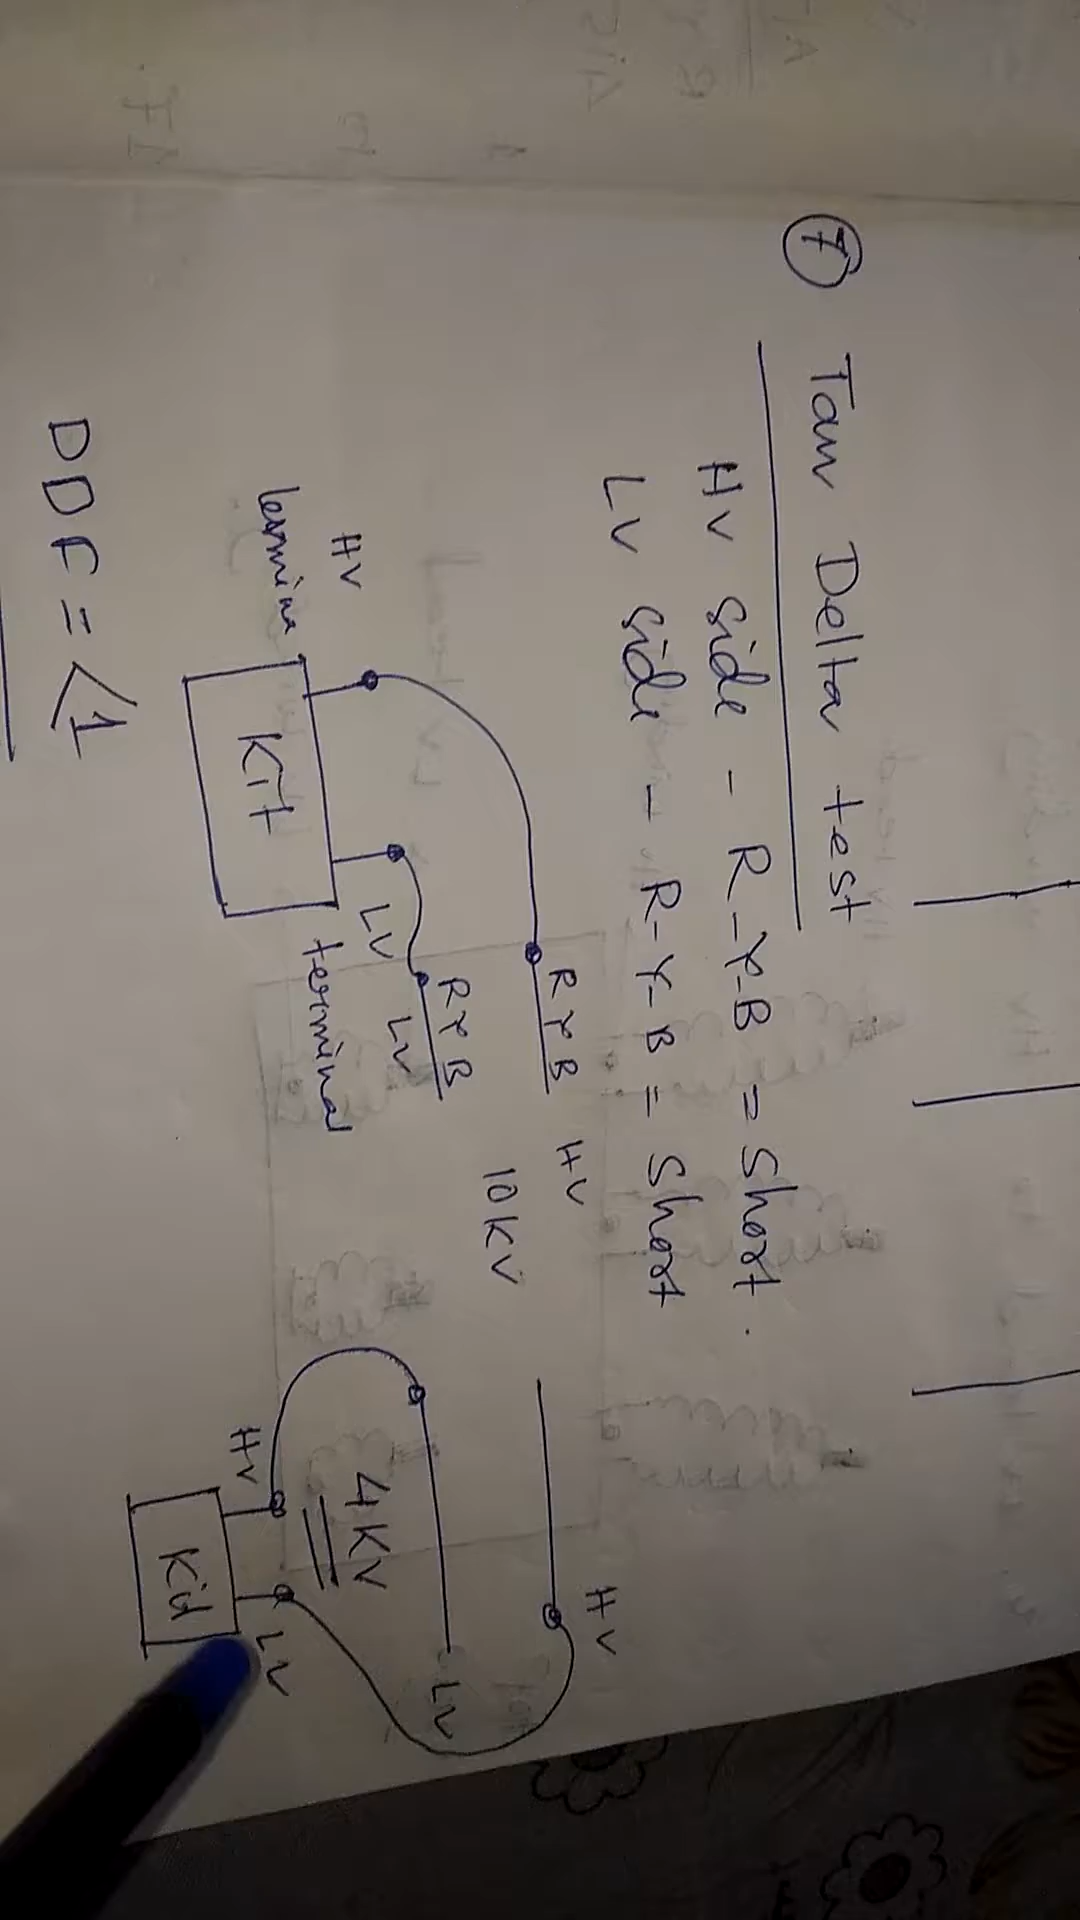 7 Tan Delta test
HV side - R-Y-B = Short.
LV side - R-Y-B = Short
HV
RYB
HV
10KV
RYB
LV
LV
terminal
Kit
HV
HV
LV
4KV
HV
LV
Kit
DDF = <1